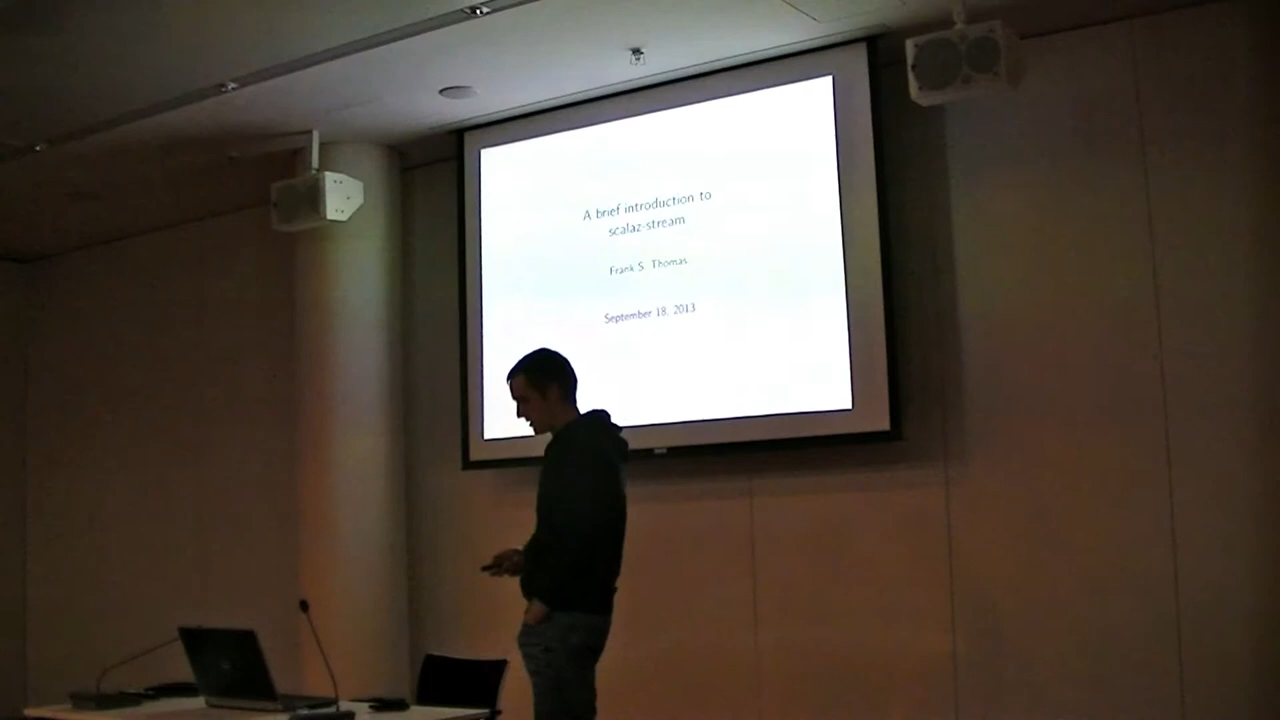 A brief introduction to
scalaz-stream
Frank S. Thomas
September 18, 2013